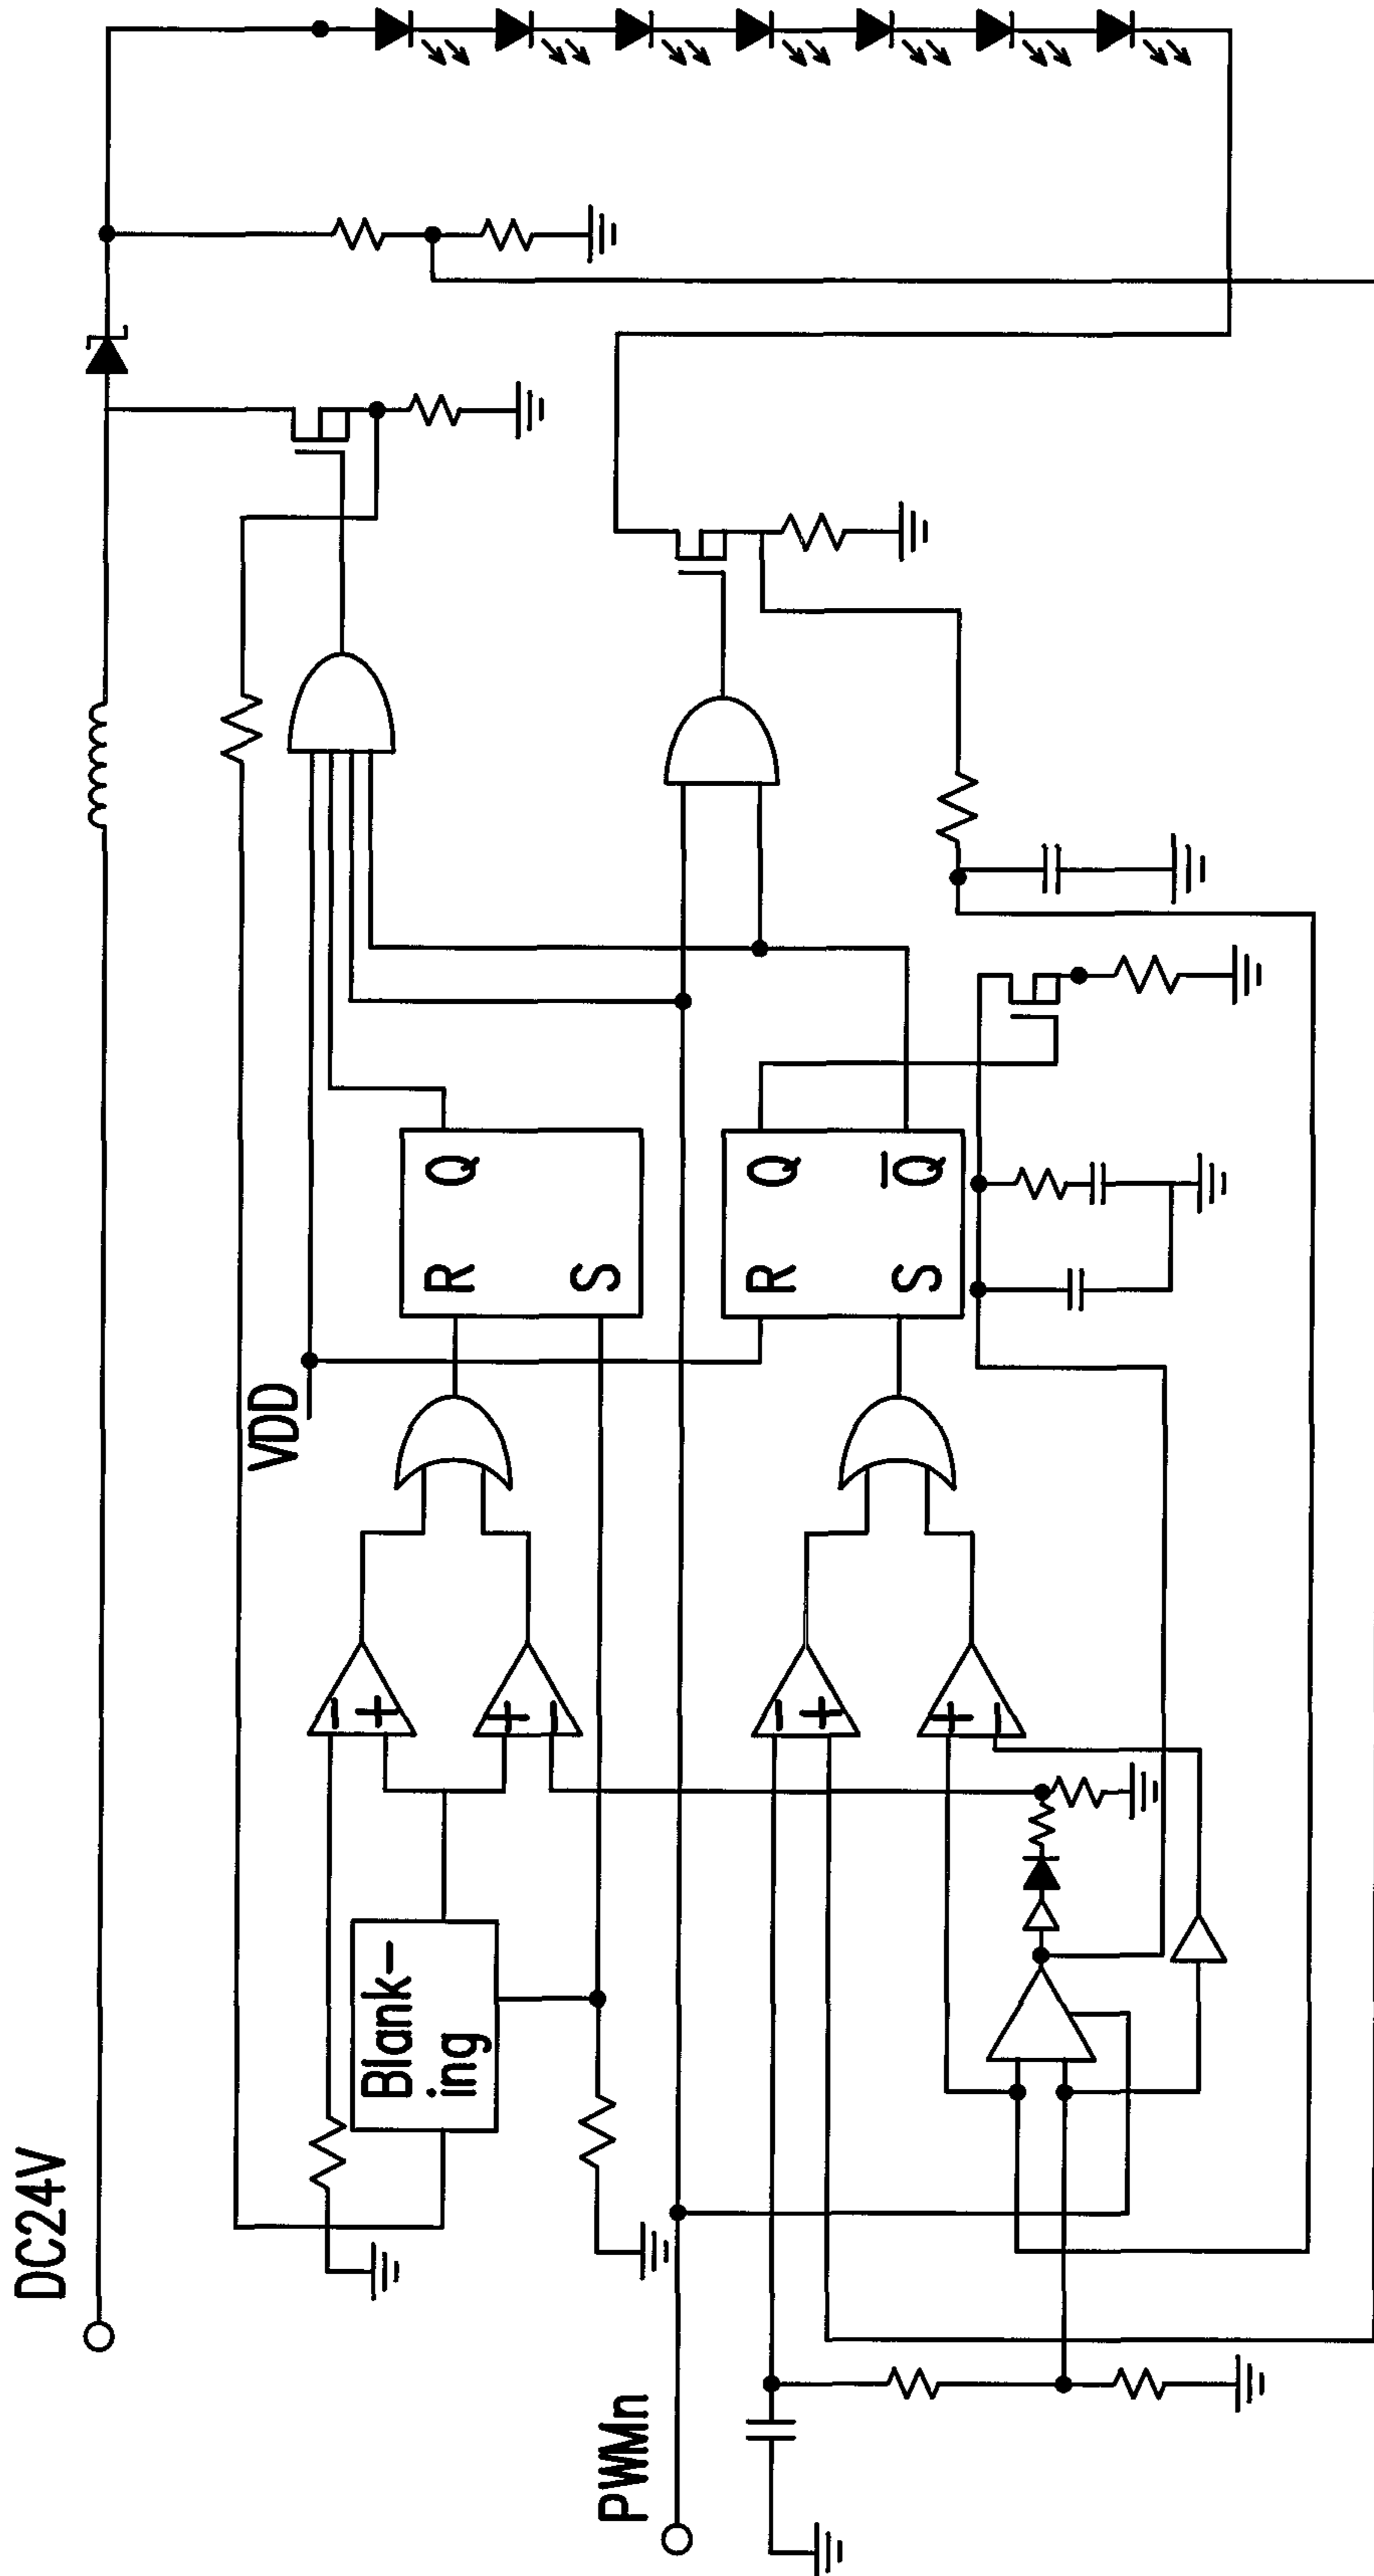 DC24V
PWMn
Blank-
ing
VDD
R
Q
S
R
Q
S
Q̅
-
+
+
-
-
+
+
-